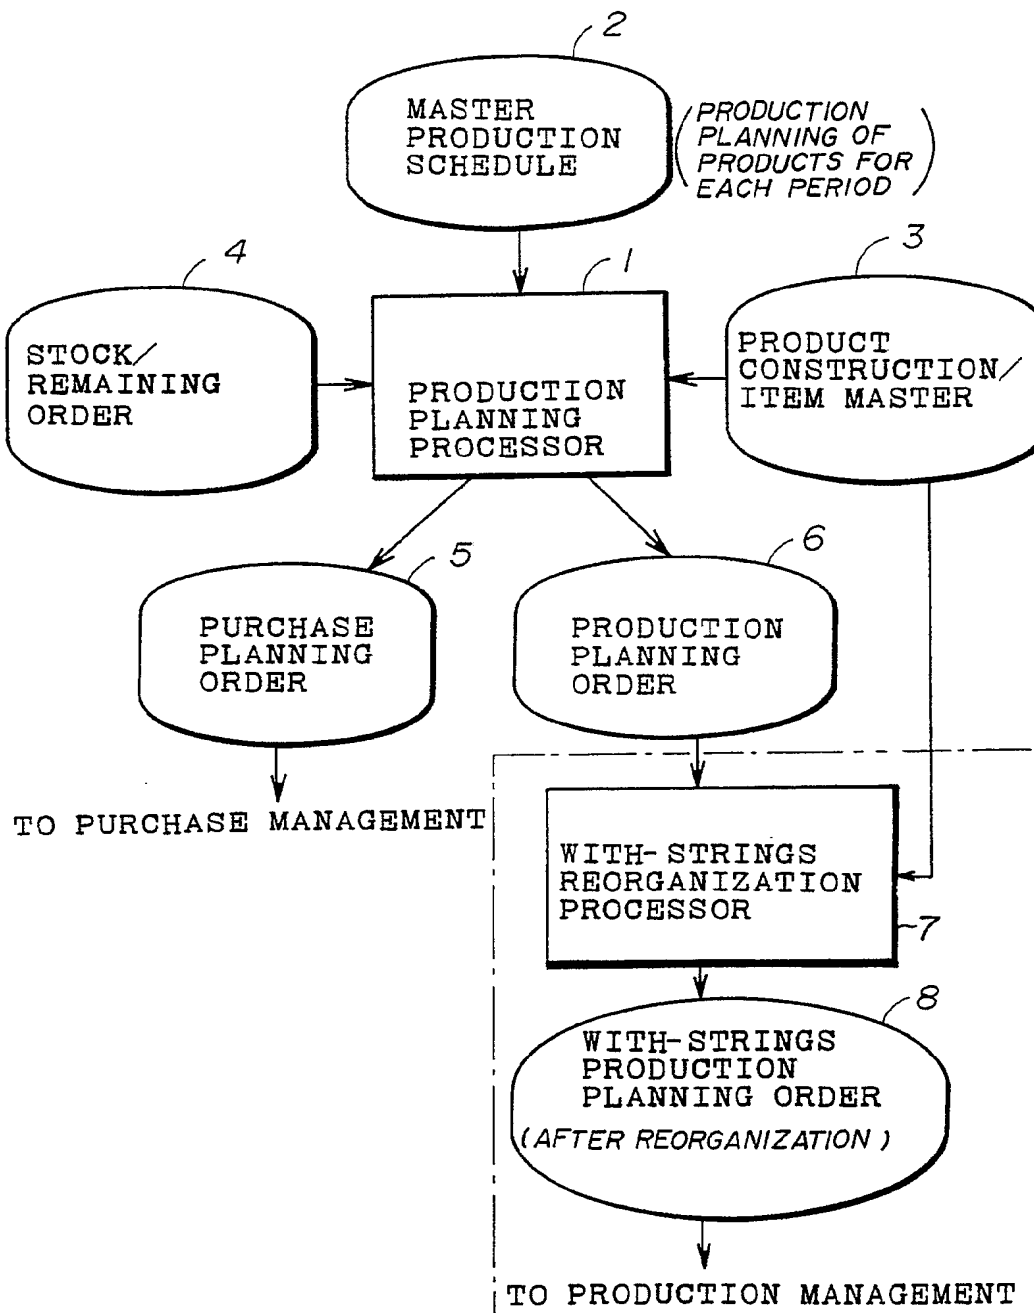 2
MASTER
PRODUCTION
SCHEDULE
(PRODUCTION
PLANNING OF
PRODUCTS FOR
EACH PERIOD)
4
1
3
STOCK/
REMAINING
ORDER
PRODUCTION
PLANNING
PROCESSOR
PRODUCT
CONSTRUCTION/
ITEM MASTER
5
6
PURCHASE
PLANNING
ORDER
PRODUCTION
PLANNING
ORDER
TO PURCHASE MANAGEMENT
WITH-STRINGS
REORGANIZATION
PROCESSOR
7
8
WITH-STRINGS
PRODUCTION
PLANNING ORDER
(AFTER REORGANIZATION)
TO PRODUCTION MANAGEMENT